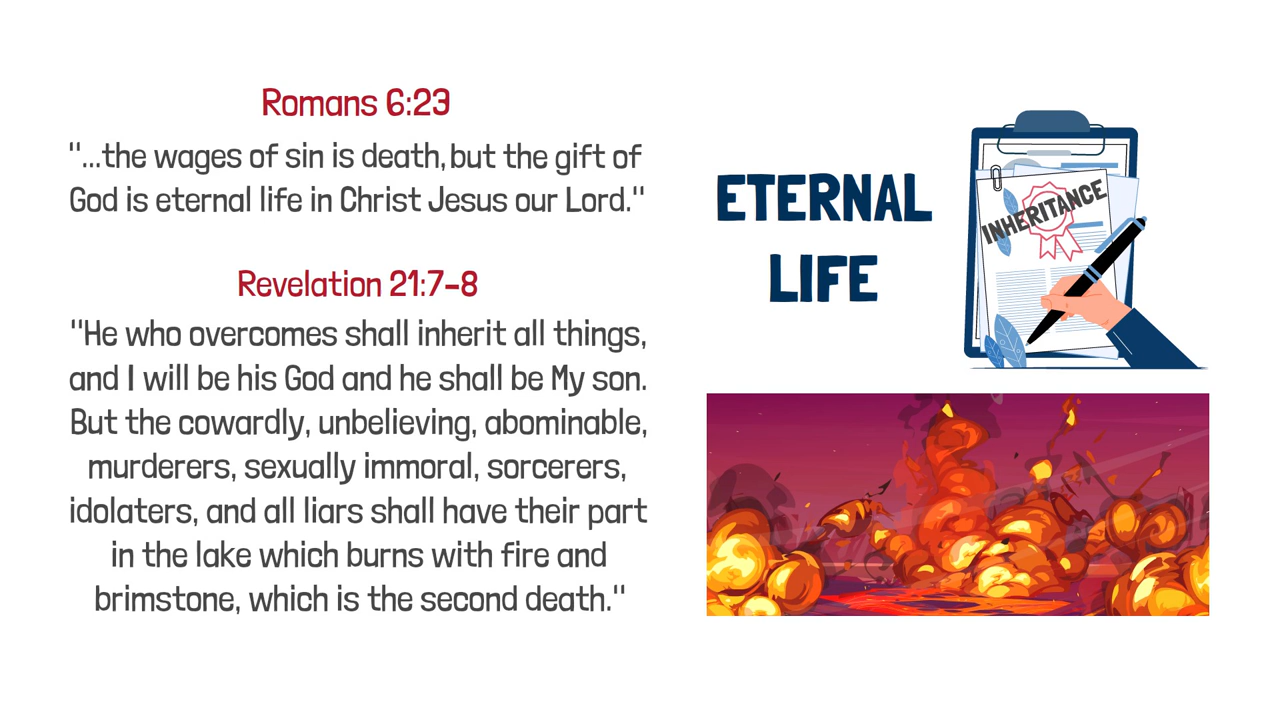 Romans 6:23
"...the wages of sin is death, but the gift of
God is eternal life in Christ Jesus our Lord."
Revelation 21:7-8
"He who overcomes shall inherit all things,
and I will be his God and he shall be My son.
But the cowardly, unbelieving, abominable,
murderers, sexually immoral, sorcerers,
idolaters, and all liars shall have their part
in the lake which burns with fire and
brimstone, which is the second death."
ETERNAL
LIFE
INHERITANCE